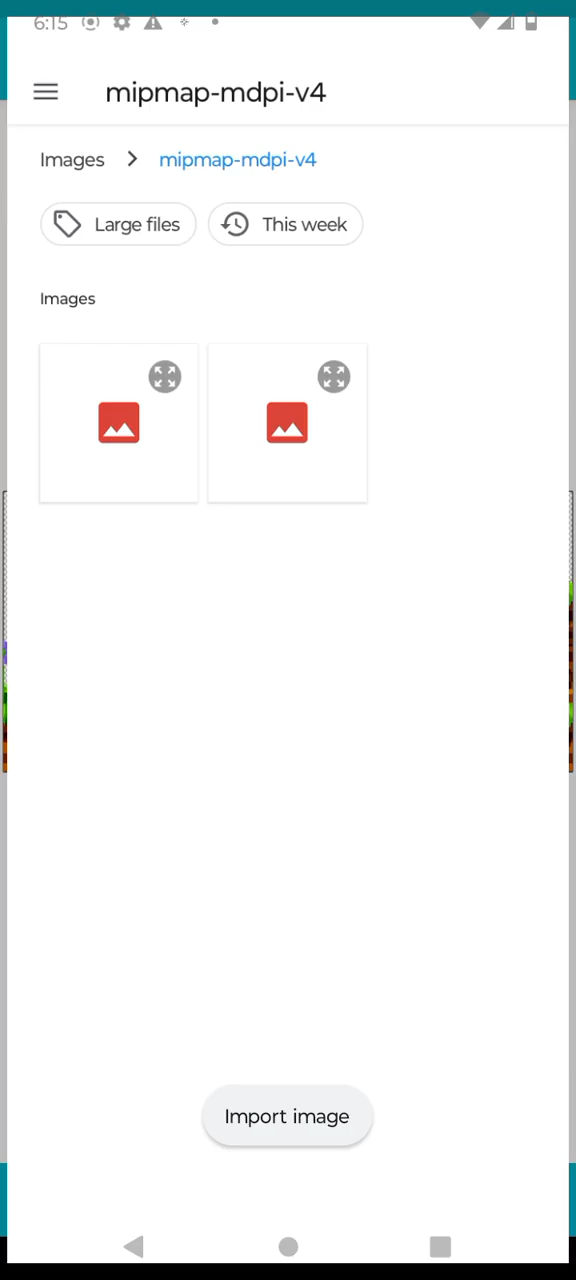 6:15
mipmap-mdpi-v4
Images > mipmap-mdpi-v4
Large files This week
Images
Import image